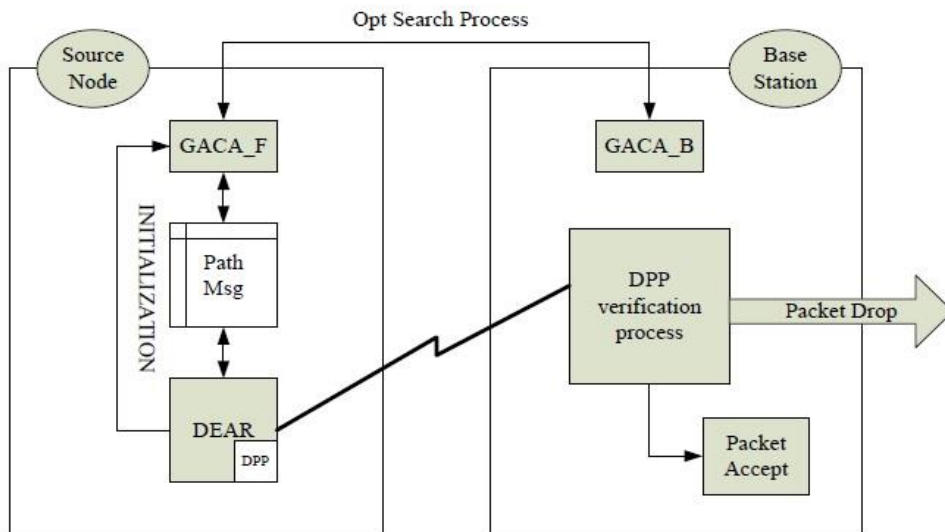 Opt Search Process
Source
Node
Base
Station
GACA_F
GACA_B
INITIALIZATION
Path
Msg
DPP
verification
process
Packet Drop
DEAR
DPP
Packet
Accept